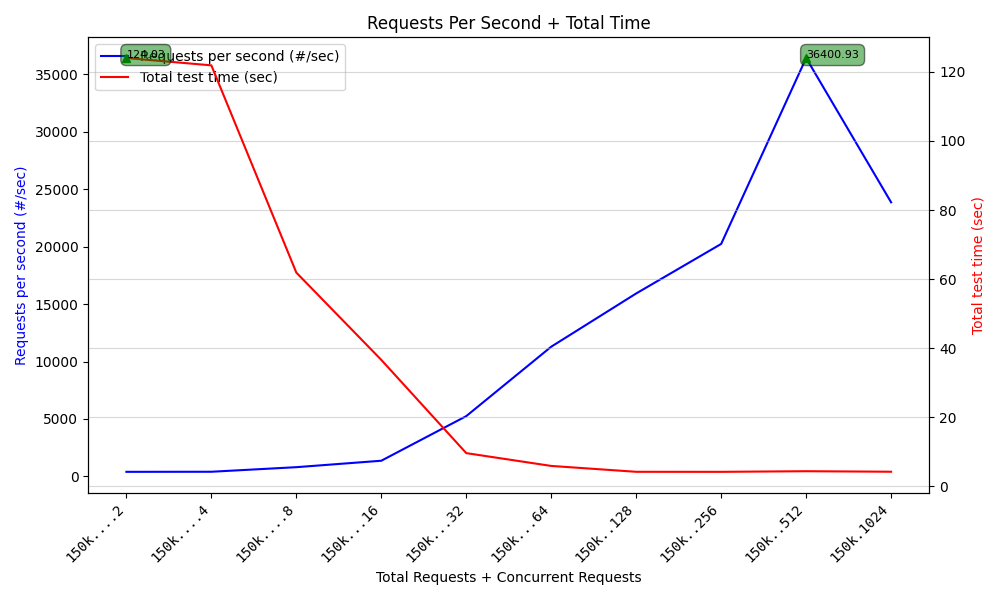 Requests Per Second + Total Time
124.03
Requests per second (#/sec)
Total test time (sec)
36400.93
35000
30000
25000
20000
15000
10000
5000
0
Requests per second (#/sec)
120
100
80
60
40
20
0
Total test time (sec)
150k....2
150k....4
150k....8
150k...16
150k...32
150k...64
150k..128
150k..256
150k..512
150k.1024
Total Requests + Concurrent Requests